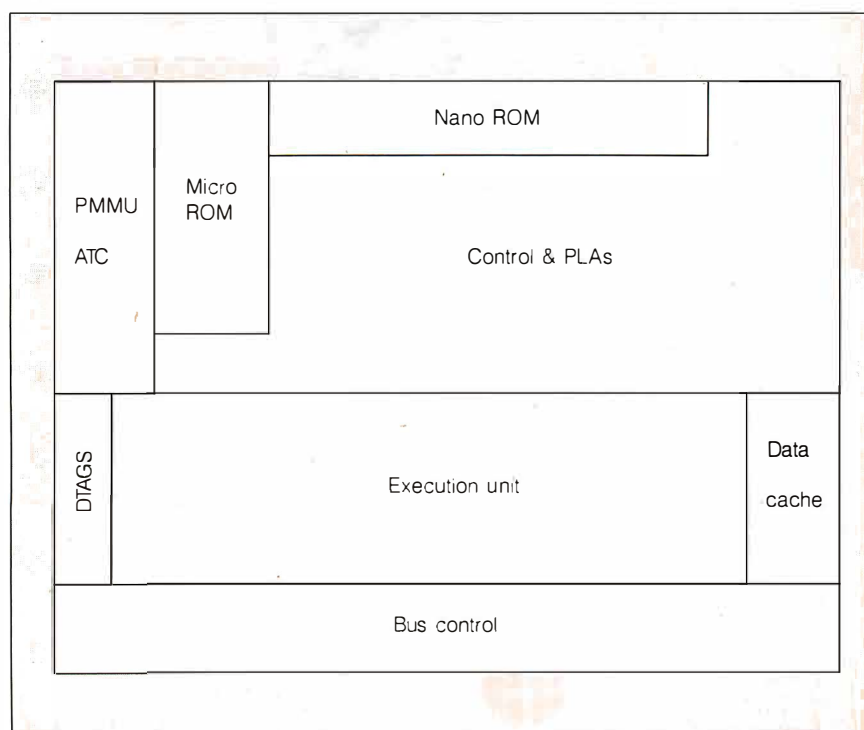 Nano ROM
Micro
ROM
PMMU
ATC
Control & PLAs
DTAGS
Execution unit
Data
cache
Bus control